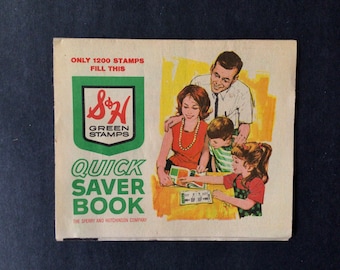 ONLY 1200 STAMPS
FILL THIS
S&H
GREEN
STAMPS
QUICK
SAVER
BOOK
THE SPERRY AND HUTCHINSON COMPANY